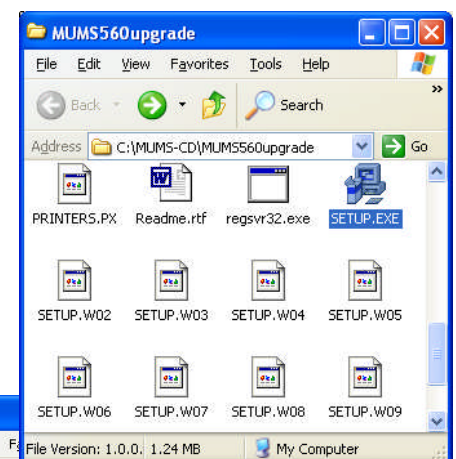 MUMS560upgrade
File Edit View Favorites Tools Help
Back Search »
Address C:\MUMS-CD\MUMS560upgrade Go
PRINTERS.PX Readme.rtf regsvr32.exe SETUP.EXE
SETUP.W02 SETUP.W03 SETUP.W04 SETUP.W05
SETUP.W06 SETUP.W07 SETUP.W08 SETUP.W09
File Version: 1.0.0. 1.24 MB My Computer